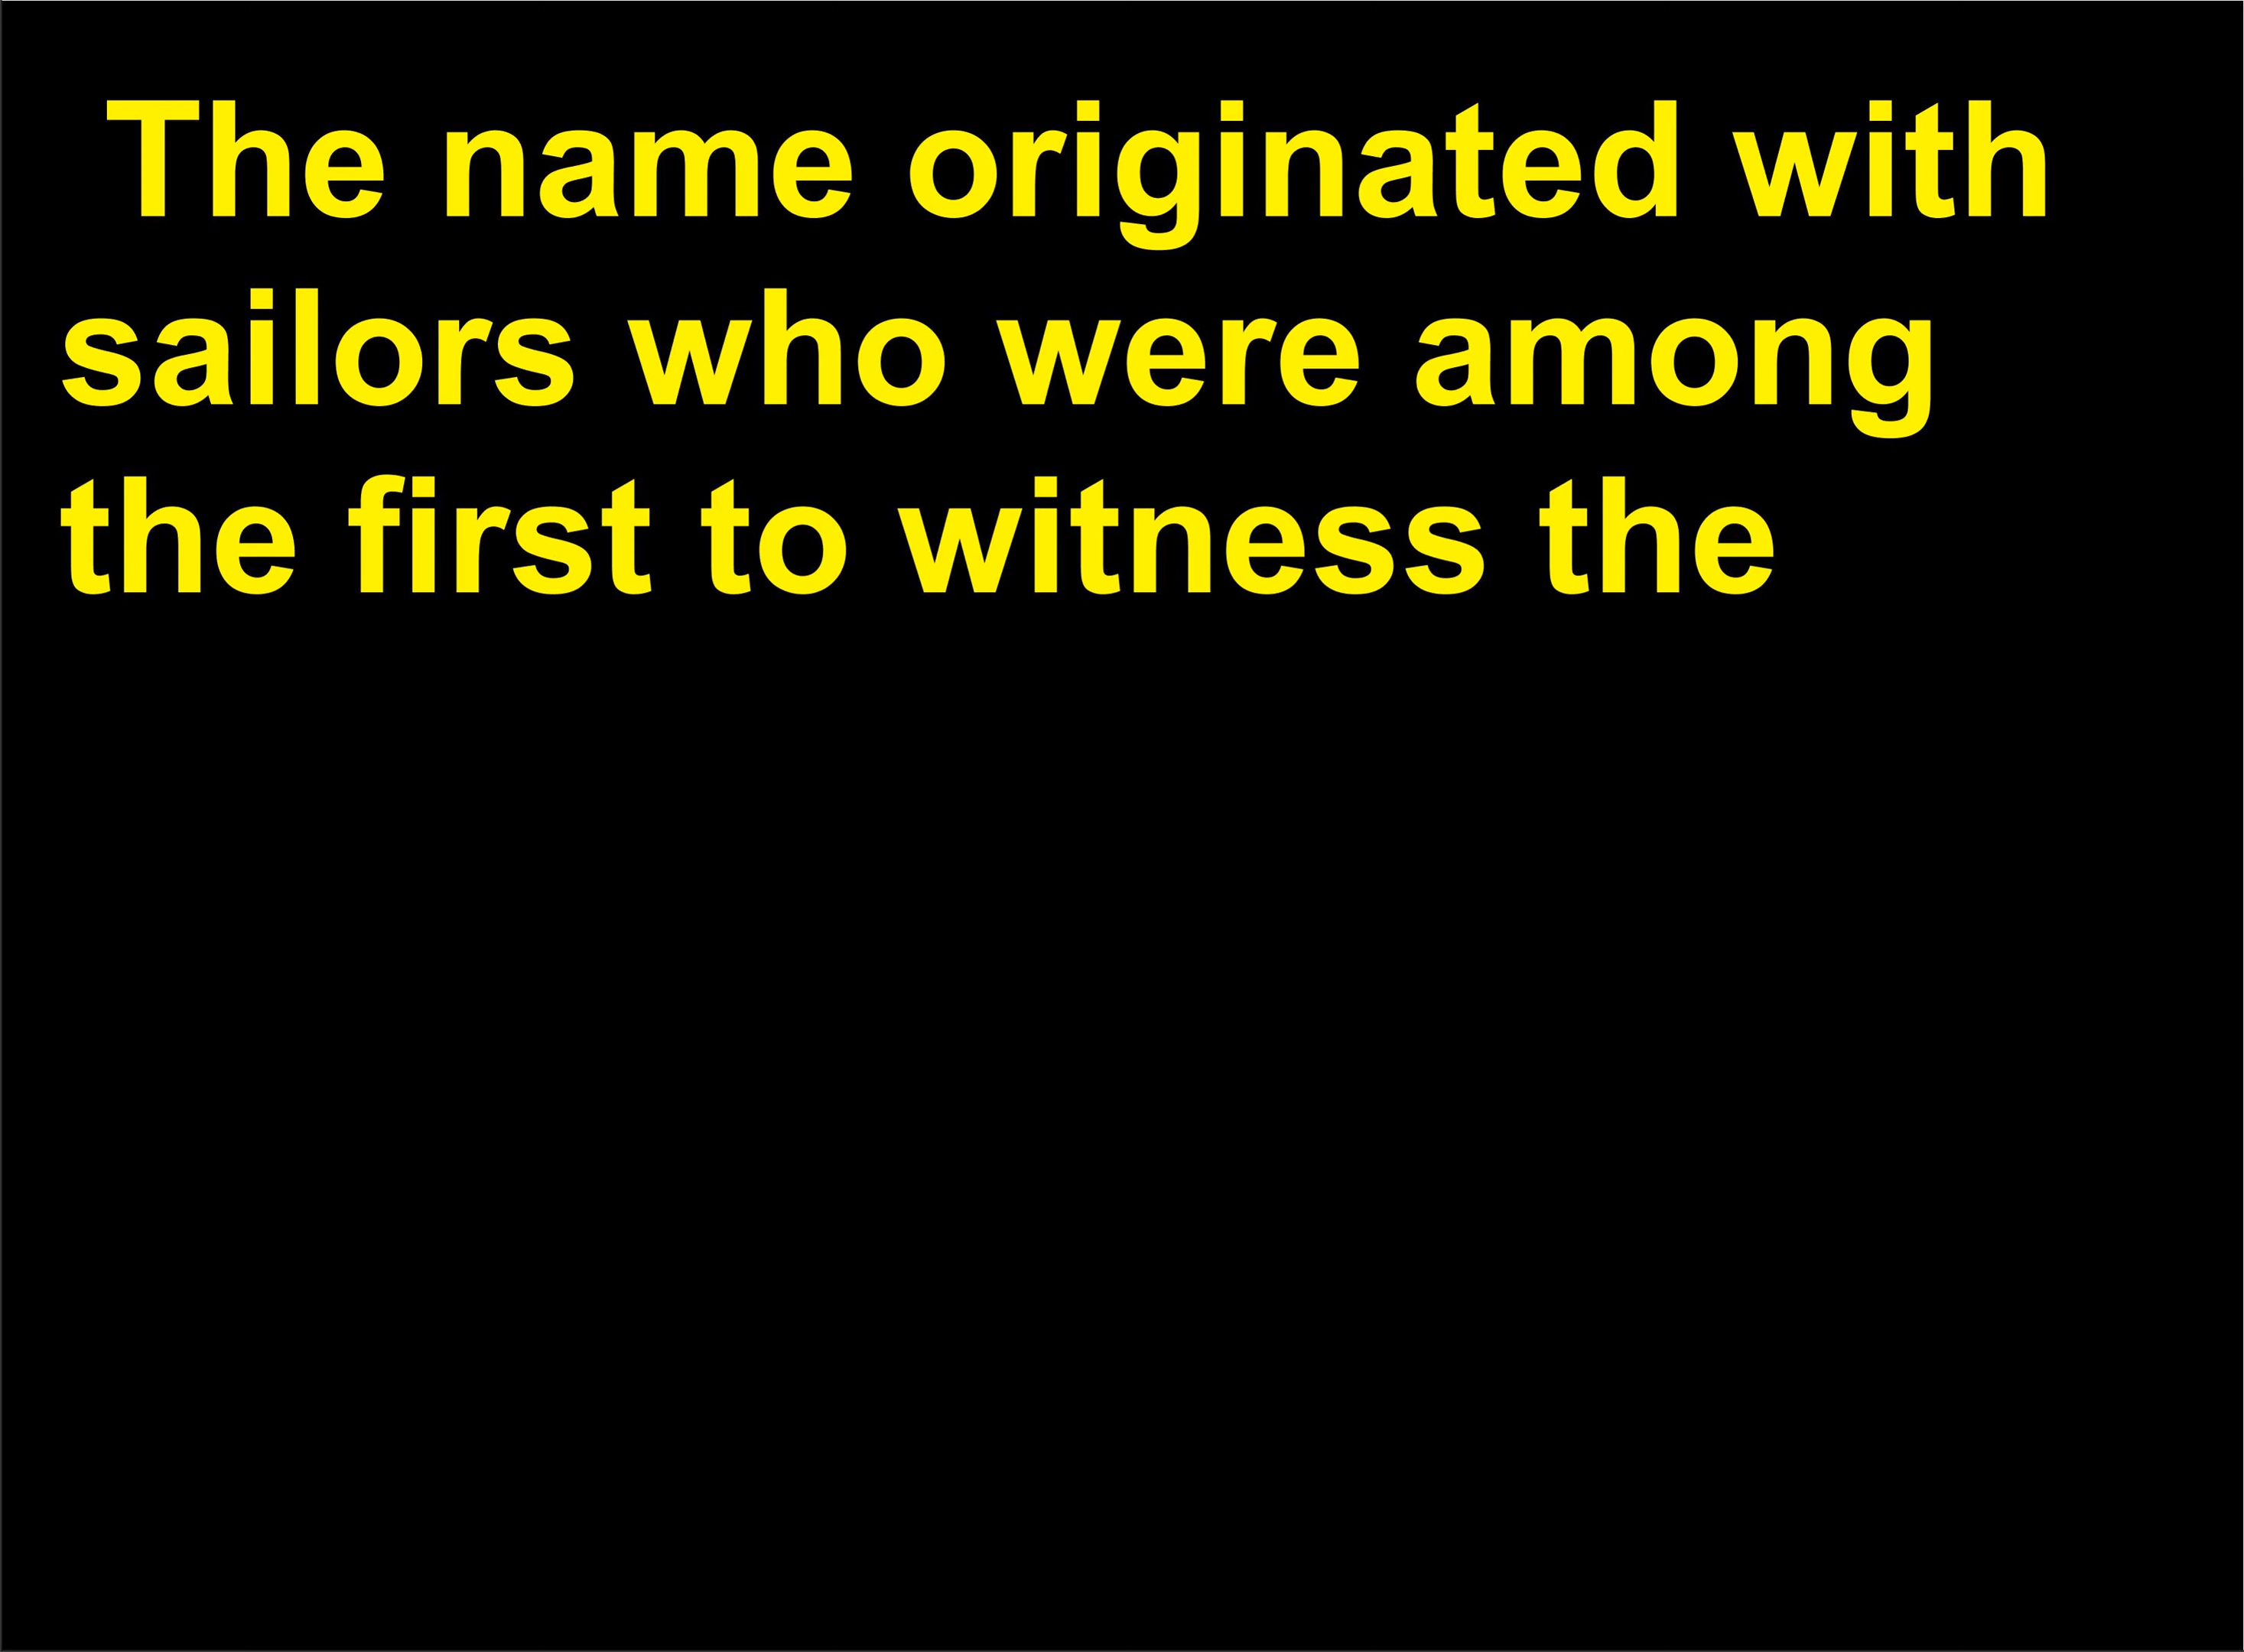 The name originated with
sailors who were among
the first to witness the